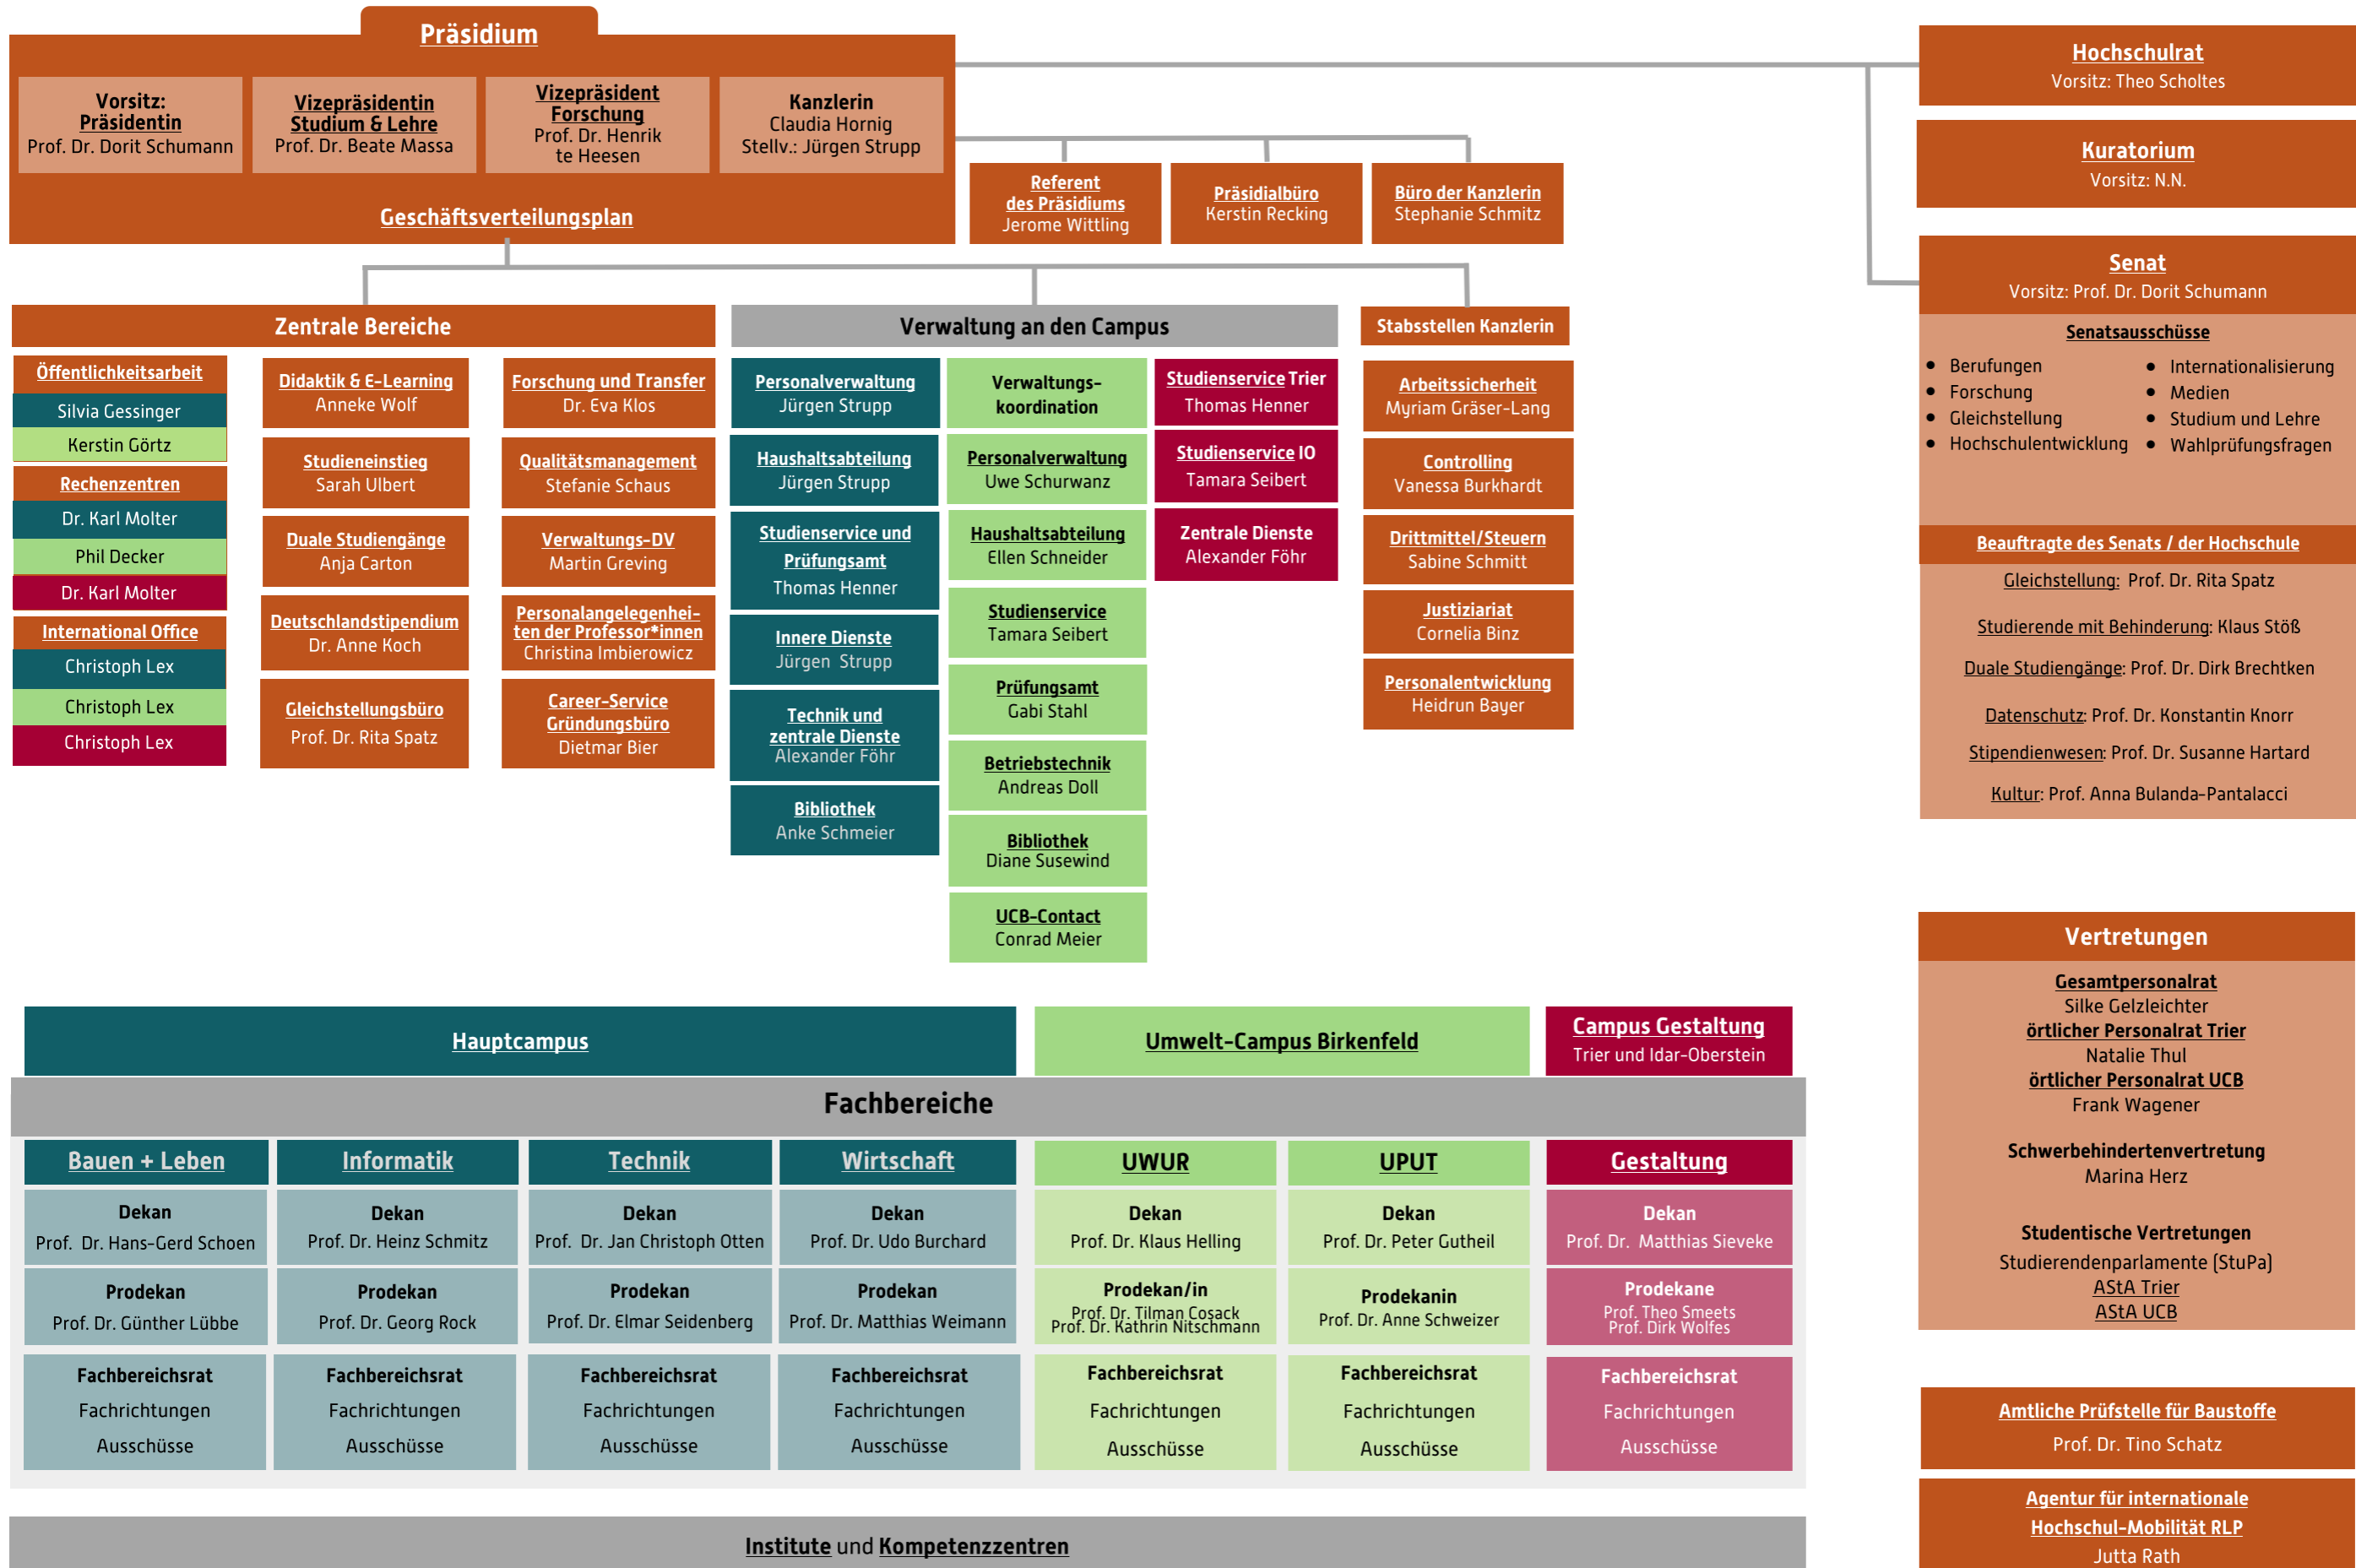 Präsidium
Vorsitz:
Präsidentin
Prof. Dr. Dorit Schumann
Vizepräsidentin
Studium & Lehre
Prof. Dr. Beate Massa
Vizepräsident
Forschung
Prof. Dr. Henrik
te Heesen
Kanzlerin
Claudia Hornig
Stellv.: Jürgen Strupp
Geschäftsverteilungsplan
Referent
des Präsidiums
Jerome Wittling
Präsidialbüro
Kerstin Recking
Büro der Kanzlerin
Stephanie Schmitz
Hochschulrat
Vorsitz: Theo Scholtes
Kuratorium
Vorsitz: N.N.
Senat
Vorsitz: Prof. Dr. Dorit Schumann
Senatsausschüsse
• Berufungen
• Forschung
• Gleichstellung
• Hochschulentwicklung
• Internationalisierung
• Medien
• Studium und Lehre
• Wahlprüfungsfragen
Beauftragte des Senats / der Hochschule
Gleichstellung: Prof. Dr. Rita Spatz
Studierende mit Behinderung: Klaus Stöß
Duale Studiengänge: Prof. Dr. Dirk Brechtken
Datenschutz: Prof. Dr. Konstantin Knorr
Stipendienwesen: Prof. Dr. Susanne Hartard
Kultur: Prof. Anna Bulanda-Pantalacci
Zentrale Bereiche
Öffentlichkeitsarbeit
Silvia Gessinger
Kerstin Görtz
Rechenzentren
Dr. Karl Molter
Phil Decker
Dr. Karl Molter
International Office
Christoph Lex
Christoph Lex
Christoph Lex
Didaktik & E-Learning
Anneke Wolf
Studieneinstieg
Sarah Ulbert
Duale Studiengänge
Anja Carton
Deutschlandstipendium
Dr. Anne Koch
Gleichstellungsbüro
Prof. Dr. Rita Spatz
Forschung und Transfer
Dr. Eva Klos
Qualitätsmanagement
Stefanie Schaus
Verwaltungs-DV
Martin Greving
Personalangelegenhei-
ten der Professor*innen
Christina Imbierowicz
Career-Service
Gründungsbüro
Dietmar Bier
Verwaltung an den Campus
Personalverwaltung
Jürgen Strupp
Haushaltsabteilung
Jürgen Strupp
Studienservice und
Prüfungsamt
Thomas Henner
Innere Dienste
Jürgen Strupp
Technik und
zentrale Dienste
Alexander Föhr
Bibliothek
Anke Schmeier
Verwaltungs-
koordination
Personalverwaltung
Uwe Schurwanz
Haushaltsabteilung
Ellen Schneider
Studienservice
Tamara Seibert
Prüfungsamt
Gabi Stahl
Betriebstechnik
Andreas Doll
Bibliothek
Diane Susewind
UCB-Contact
Conrad Meier
Studienservice Trier
Thomas Henner
Studienservice IO
Tamara Seibert
Zentrale Dienste
Alexander Föhr
Stabsstellen Kanzlerin
Arbeitssicherheit
Myriam Gräser-Lang
Controlling
Vanessa Burkhardt
Drittmittel/Steuern
Sabine Schmitt
Justiziariat
Cornelia Binz
Personalentwicklung
Heidrun Bayer
Vertretungen
Gesamtpersonalrat
Silke Gelzleichter
örtlicher Personalrat Trier
Natalie Thul
örtlicher Personalrat UCB
Frank Wagener
Schwerbehindertenvertretung
Marina Herz
Studentische Vertretungen
Studierendenparlamente (StuPa)
AStA Trier
AStA UCB
Hauptcampus
Umwelt-Campus Birkenfeld
Campus Gestaltung
Trier und Idar-Oberstein
Fachbereiche
Bauen + Leben
Dekan
Prof. Dr. Hans-Gerd Schoen
Prodekan
Prof. Dr. Günther Lübbe
Fachbereichsrat
Fachrichtungen
Ausschüsse
Informatik
Dekan
Prof. Dr. Heinz Schmitz
Prodekan
Prof. Dr. Georg Rock
Fachbereichsrat
Fachrichtungen
Ausschüsse
Technik
Dekan
Prof. Dr. Jan Christoph Otten
Prodekan
Prof. Dr. Elmar Seidenberg
Fachbereichsrat
Fachrichtungen
Ausschüsse
Wirtschaft
Dekan
Prof. Dr. Udo Burchard
Prodekan
Prof. Dr. Matthias Weimann
Fachbereichsrat
Fachrichtungen
Ausschüsse
UWUR
Dekan
Prof. Dr. Klaus Helling
Prodekan/in
Prof. Dr. Tilman Cosack
Prof. Dr. Kathrin Nitschmann
Fachbereichsrat
Fachrichtungen
Ausschüsse
UPUT
Dekan
Prof. Dr. Peter Gutheil
Prodekanin
Prof. Dr. Anne Schweizer
Fachbereichsrat
Fachrichtungen
Ausschüsse
Gestaltung
Dekan
Prof. Dr. Matthias Sieveke
Prodekane
Prof. Theo Smeets
Prof. Dirk Wolfes
Fachbereichsrat
Fachrichtungen
Ausschüsse
Amtliche Prüfstelle für Baustoffe
Prof. Dr. Tino Schatz
Agentur für internationale
Hochschul-Mobilität RLP
Jutta Rath
Institute und Kompetenzzentren